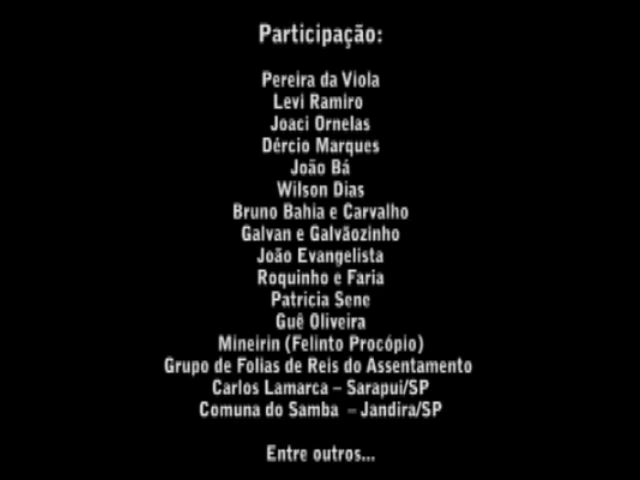 Participação:
Pereira da Viola
Levi Ramiro
Joaci Ornelas
Dércio Marques
João Bá
Wilson Dias
Bruno Bahia e Carvalho
Galvan e Galvãozinho
João Evangelista
Roquinho e Faria
Patricia Sene
Guê Oliveira
Mineirin (Felinto Procópio)
Grupo de Folias de Reis do Assentamento
Carlos Lamarca – Sarapui/SP
Comuna do Samba – Jandira/SP
Entre outros...